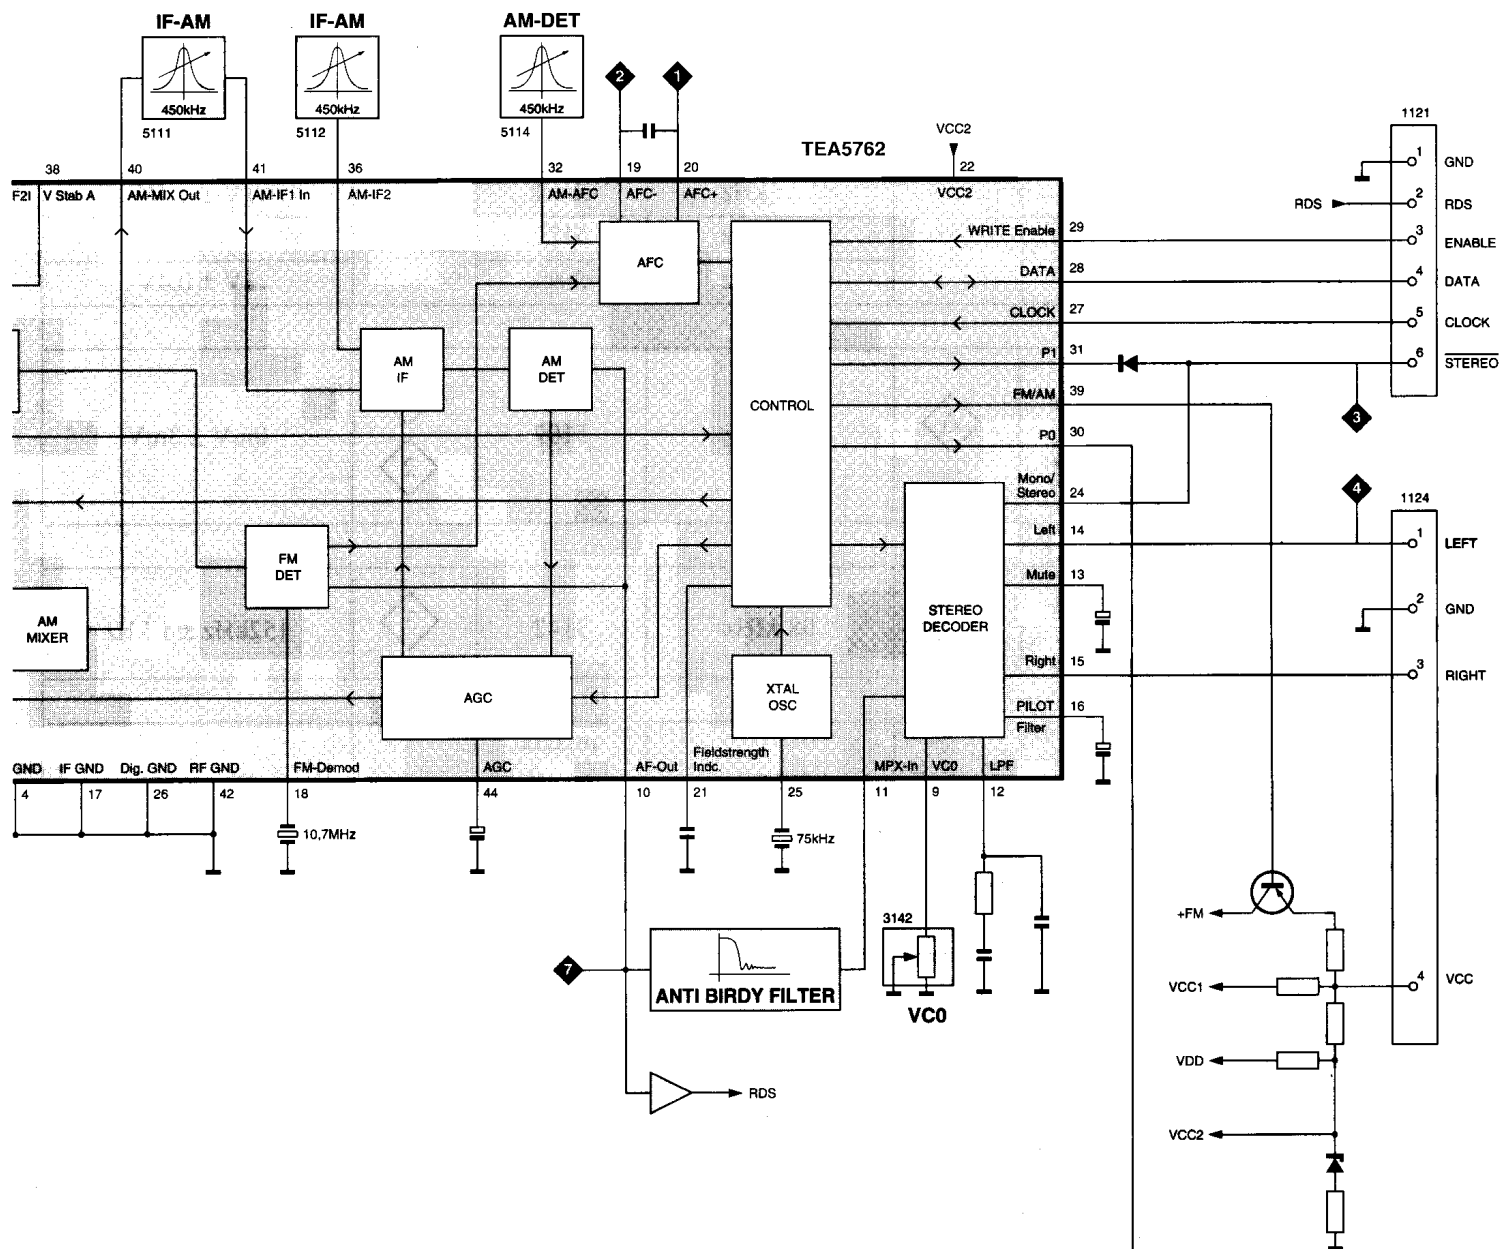 IF-AM
IF-AM
AM-DET
450kHz
450kHz
450kHz
5111
5112
5114
2
1
TEA5762
VCC2
1121
38
40
41
36
32
19
20
22
F2I
V Stab A
AM-MIX Out
AM-IF1 In
AM-IF2
AM-AFC
AFC-
AFC+
VCC2
1
GND
RDS
2
RDS
WRITE Enable
29
3
ENABLE
DATA
28
4
DATA
CLOCK
27
5
CLOCK
P1
31
6
STEREO
FM/AM
39
3
P0
30
AFC
AM
IF
AM
DET
CONTROL
Mono/
Stereo
24
4
1124
Left
14
1
LEFT
FM
DET
Mute
13
2
GND
AM
MIXER
STEREO
DECODER
Right
15
3
RIGHT
AGC
XTAL
OSC
PILOT
Filter
16
GND
IF GND
Dig. GND
RF GND
FM-Demod
AGC
AF-Out
Fieldstrength
Indc.
MPX-In
VC0
LPF
4
17
26
42
18
44
10
21
25
11
9
12
10,7MHz
75kHz
7
ANTI BIRDY FILTER
3142
VC0
RDS
+FM
VCC1
4
VCC
VDD
VCC2